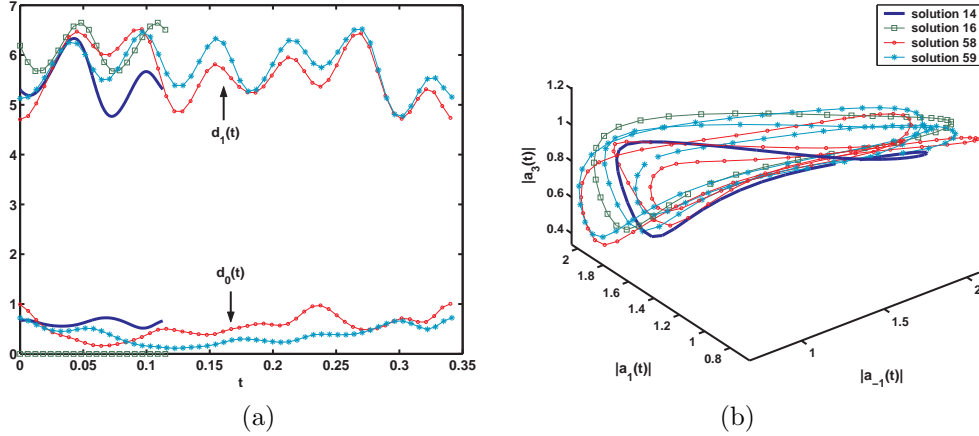 7
6
5
4
3
2
1
0
d₁(t)
d₀(t)
0 0.05 0.1 0.15 0.2 0.25 0.3 0.35
t
(a)
solution 14
solution 16
solution 58
solution 59
1.2
1
0.8
0.6
0.4
|a₃(t)|
2
1.8
1.6
1.4
1.2
1
0.8
|a₁(t)|
1
1.5
2
|a₋₁(t)|
(b)